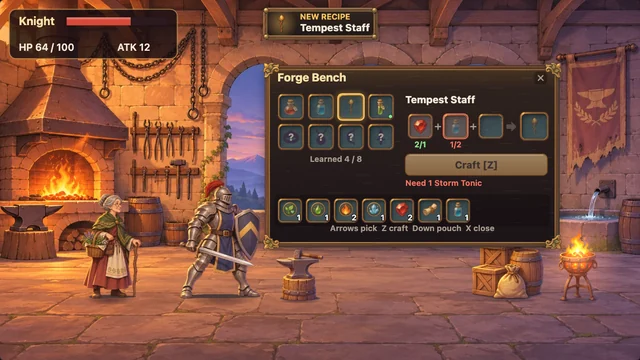 Knight
HP 64 / 100 ATK 12
NEW RECIPE
Tempest Staff
Forge Bench
Tempest Staff
+ +
2/1 1/2
? ? ? ?
Learned 4 / 8
Craft [Z]
Need 1 Storm Tonic
1 1 2 1 2 1 1
Arrows pick Z craft Down pouch X close